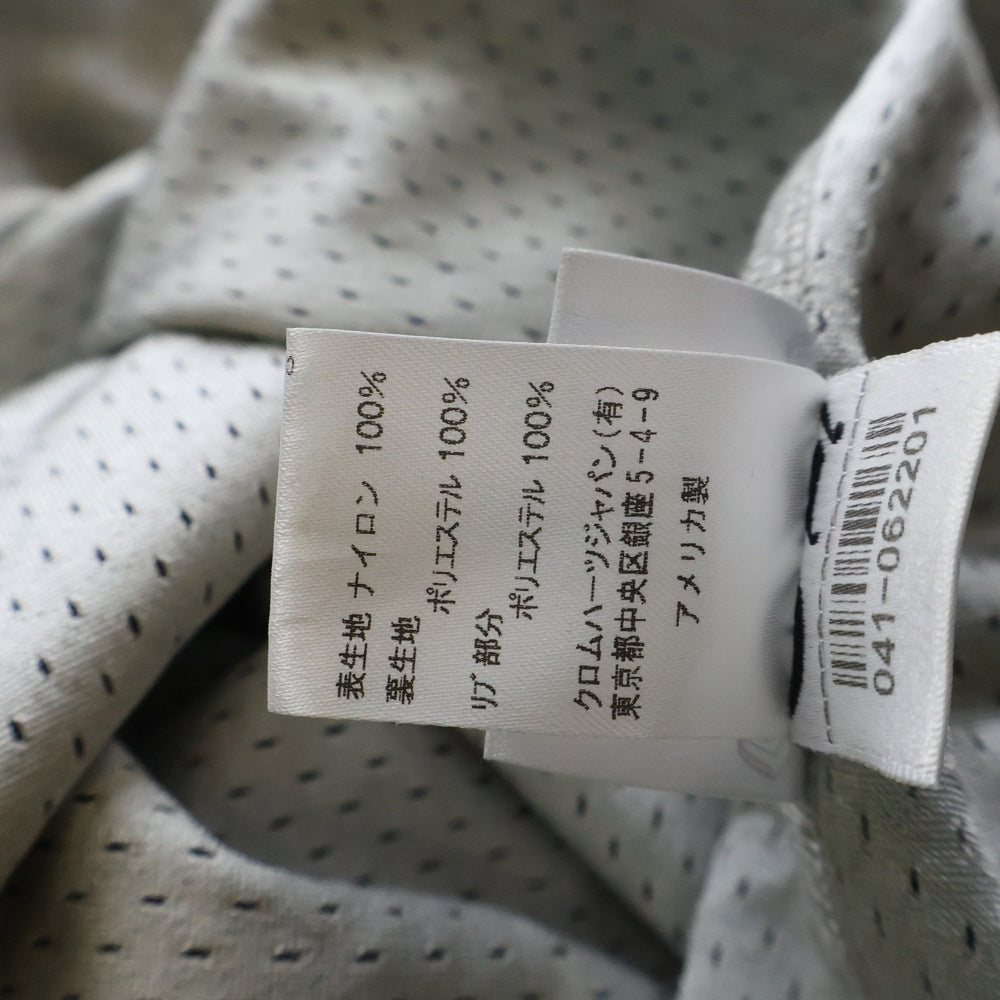 表生地 ナイロン 100%
裏生地
ポリエステル 100%
リブ部分
ポリエステル 100%
クロムハーツジャパン(有)
東京都中央区銀座5-4-9
アメリカ製
041-062201